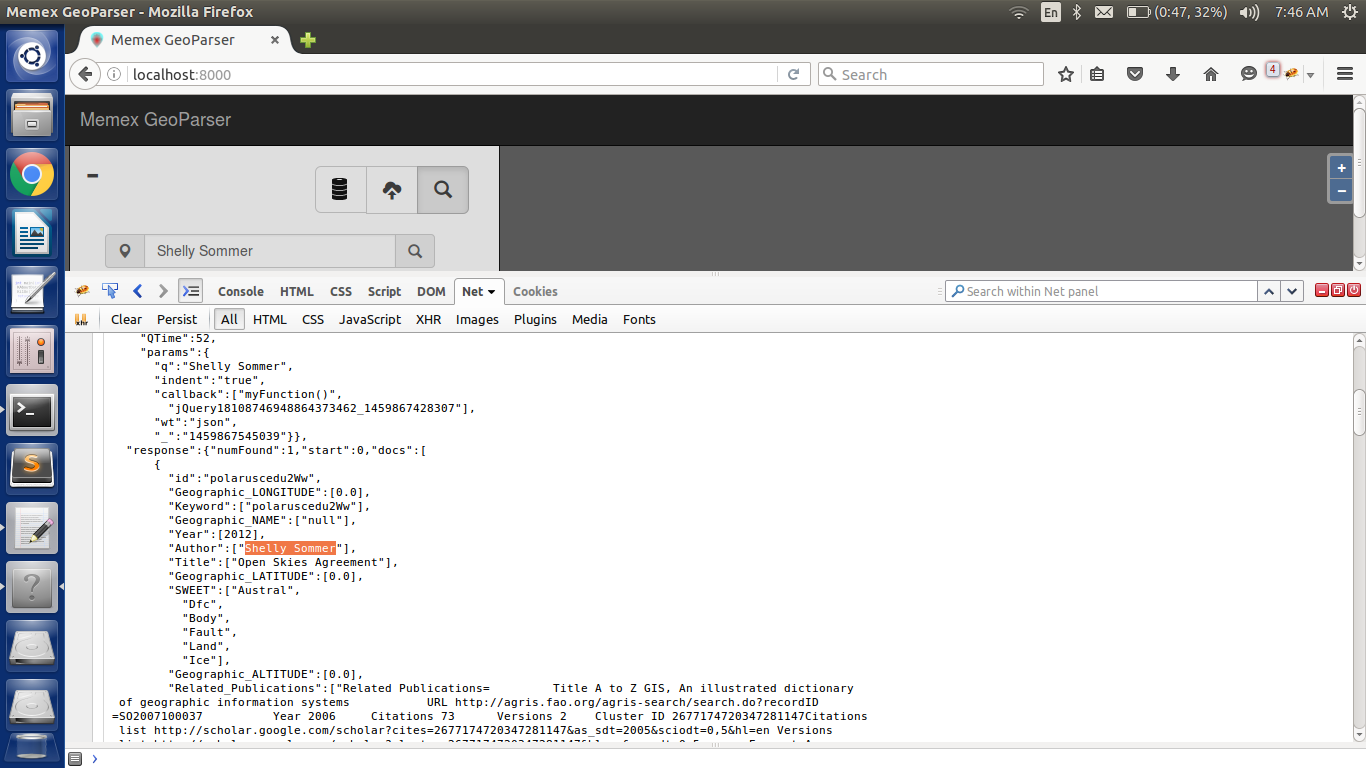 Memex GeoParser - Mozilla Firefox
En
(0:47, 32%)
7:46 AM
Memex GeoParser
localhost:8000
Search
4
Memex GeoParser
Shelly Sommer
Console HTML CSS Script DOM Net Cookies
Search within Net panel
xhr
Clear Persist All HTML CSS JavaScript XHR Images Plugins Media Fonts
"QTime":52,
"params":{
"q":"Shelly Sommer",
"indent":"true",
"callback":["myFunction()",
"jQuery18108746948864373462_1459867428307"],
"wt":"json",
"_":"1459867545039"}},
"response":{"numFound":1,"start":0,"docs":[
{
"id":"polaruscedu2Ww",
"Geographic_LONGITUDE":[0.0],
"Keyword":["polaruscedu2Ww"],
"Geographic_NAME":["null"],
"Year":[2012],
"Author":["Shelly Sommer"],
"Title":["Open Skies Agreement"],
"Geographic_LATITUDE":[0.0],
"SWEET":["Austral",
"Dfc",
"Body",
"Fault",
"Land",
"Ice"],
"Geographic_ALTITUDE":[0.0],
"Related_Publications":["Related Publications= Title A to Z GIS, An illustrated dictionary
of geographic information systems URL http://agris.fao.org/agris-search/search.do?recordID
=SO2007100037 Year 2006 Citations 73 Versions 2 Cluster ID 2677174720347281147Citations
list http://scholar.google.com/scholar?cites=2677174720347281147&as_sdt=2005&sciodt=0,5&hl=en Versions